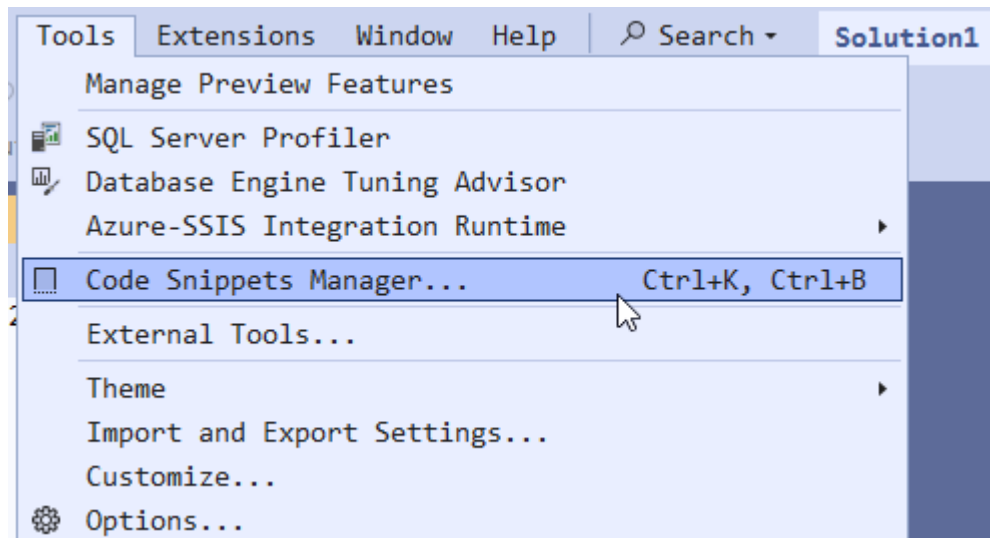 Tools Extensions Window Help Search Solution1
Manage Preview Features
SQL Server Profiler
Database Engine Tuning Advisor
Azure-SSIS Integration Runtime
Code Snippets Manager... Ctrl+K, Ctrl+B
External Tools...
Theme
Import and Export Settings...
Customize...
Options...